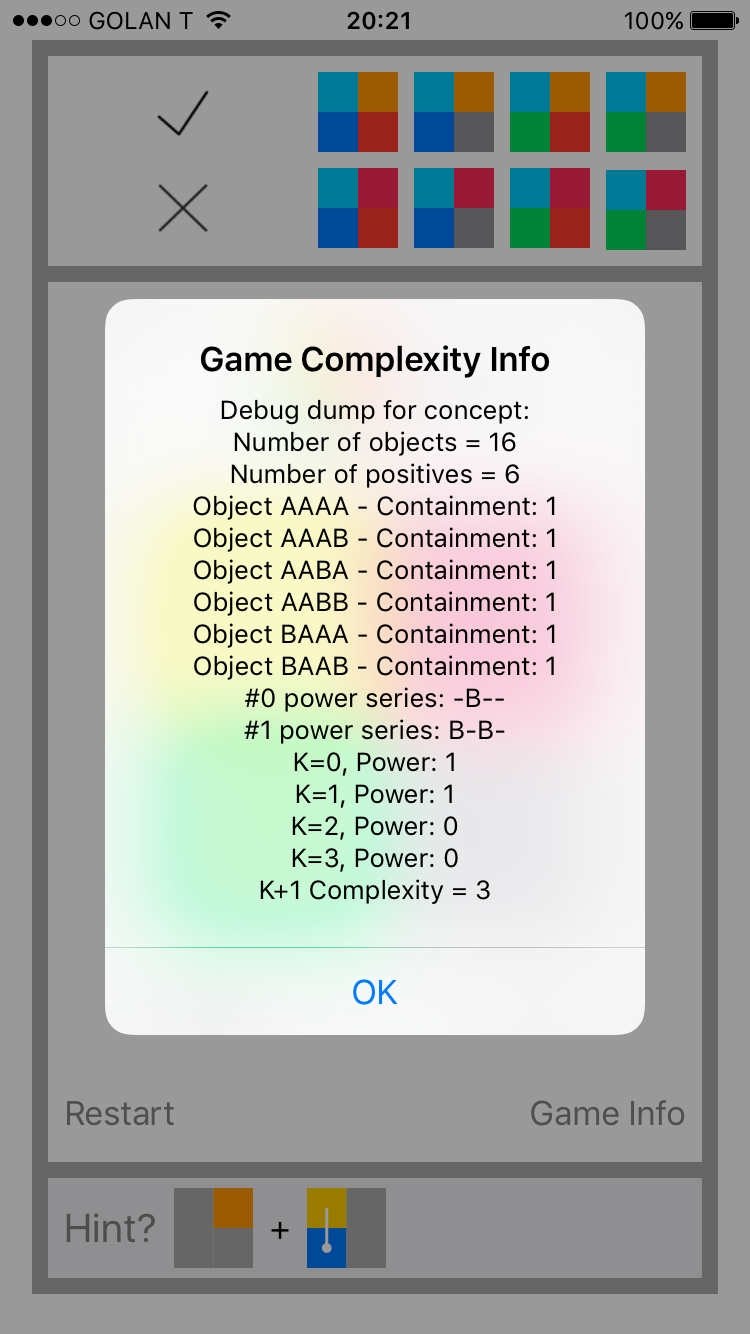 GOLAN T 20:21 100%
Game Complexity Info
Debug dump for concept:
Number of objects = 16
Number of positives = 6
Object AAAA - Containment: 1
Object AAAB - Containment: 1
Object AABA - Containment: 1
Object AABB - Containment: 1
Object BAAA - Containment: 1
Object BAAB - Containment: 1
#0 power series: -B--
#1 power series: B-B-
K=0, Power: 1
K=1, Power: 1
K=2, Power: 0
K=3, Power: 0
K+1 Complexity = 3
OK
Restart Game Info
Hint? +